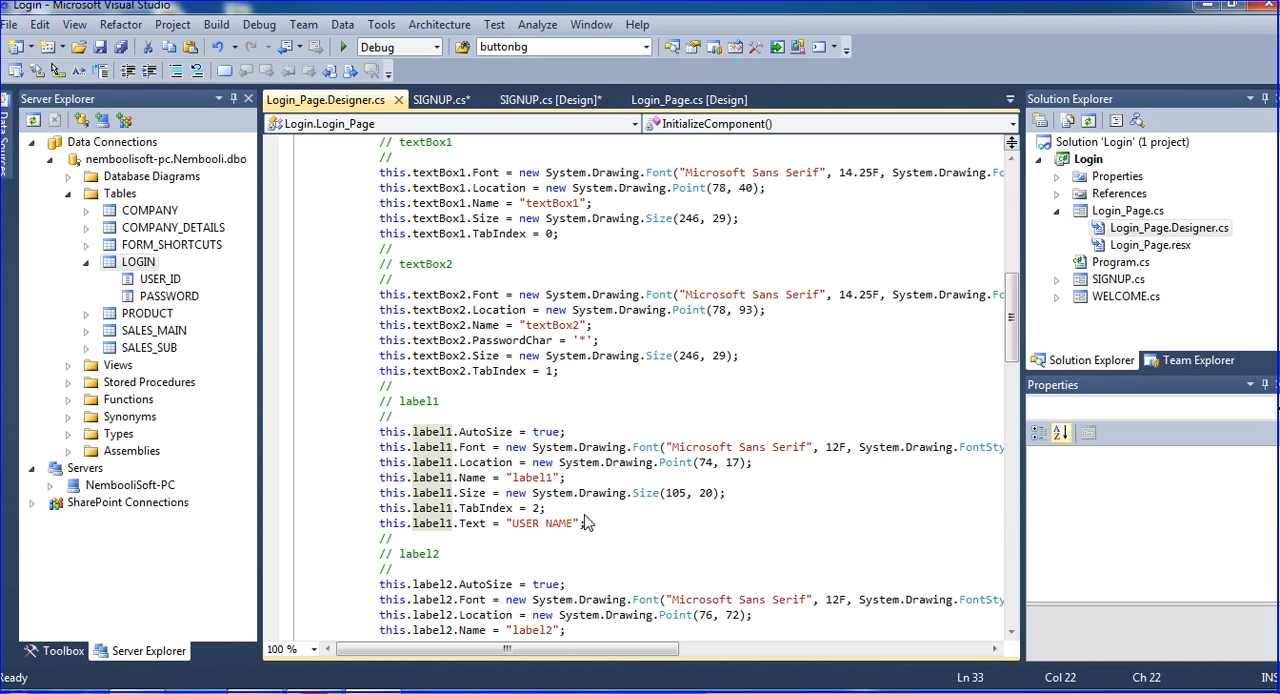 Login - Microsoft Visual Studio
File Edit View Refactor Project Build Debug Team Data Tools Architecture Test Analyze Window Help
Debug buttonbg
Server Explorer
Data Connections
nemboolisoft-pc.Nembooli.dbo
Database Diagrams
Tables
COMPANY
COMPANY_DETAILS
FORM_SHORTCUTS
LOGIN
USER_ID
PASSWORD
PRODUCT
SALES_MAIN
SALES_SUB
Views
Stored Procedures
Functions
Synonyms
Types
Assemblies
Servers
NembooliSoft-PC
SharePoint Connections
Toolbox Server Explorer
Data Sources
Login_Page.Designer.cs SIGNUP.cs* SIGNUP.cs [Design]* Login_Page.cs [Design]
Login.Login_Page InitializeComponent()
// textBox1
//
this.textBox1.Font = new System.Drawing.Font("Microsoft Sans Serif", 14.25F, System.Drawing.Fo
this.textBox1.Location = new System.Drawing.Point(78, 40);
this.textBox1.Name = "textBox1";
this.textBox1.Size = new System.Drawing.Size(246, 29);
this.textBox1.TabIndex = 0;
//
// textBox2
//
this.textBox2.Font = new System.Drawing.Font("Microsoft Sans Serif", 14.25F, System.Drawing.Fo
this.textBox2.Location = new System.Drawing.Point(78, 93);
this.textBox2.Name = "textBox2";
this.textBox2.PasswordChar = '*';
this.textBox2.Size = new System.Drawing.Size(246, 29);
this.textBox2.TabIndex = 1;
//
// label1
//
this.label1.AutoSize = true;
this.label1.Font = new System.Drawing.Font("Microsoft Sans Serif", 12F, System.Drawing.FontSty
this.label1.Location = new System.Drawing.Point(74, 17);
this.label1.Name = "label1";
this.label1.Size = new System.Drawing.Size(105, 20);
this.label1.TabIndex = 2;
this.label1.Text = "USER NAME";
//
// label2
//
this.label2.AutoSize = true;
this.label2.Font = new System.Drawing.Font("Microsoft Sans Serif", 12F, System.Drawing.FontSty
this.label2.Location = new System.Drawing.Point(76, 72);
this.label2.Name = "label2";
100 %
Solution Explorer
Solution 'Login' (1 project)
Login
Properties
References
Login_Page.cs
Login_Page.Designer.cs
Login_Page.resx
Program.cs
SIGNUP.cs
WELCOME.cs
Solution Explorer Team Explorer
Properties
Ready Ln 33 Col 22 Ch 22 INS